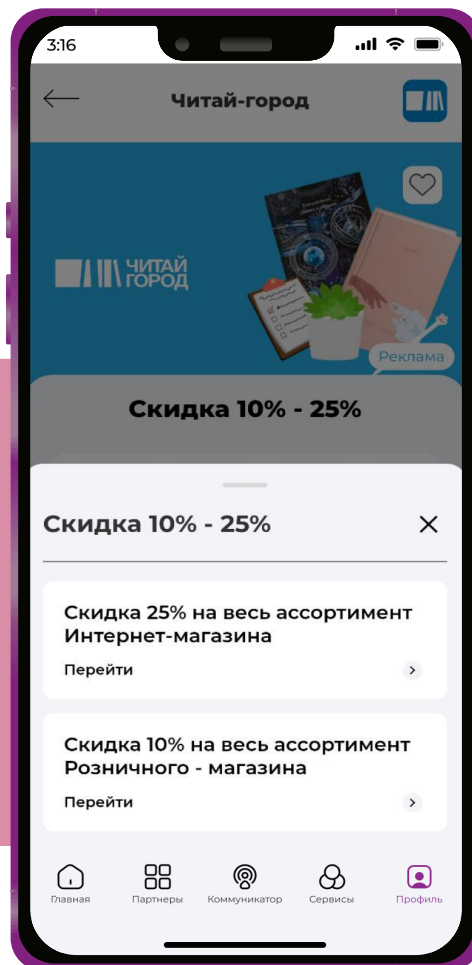 3:16
Читай-город
ЧИТАЙ
ГОРОД
Реклама
Скидка 10% - 25%
Скидка 10% - 25%
Скидка 25% на весь ассортимент
Интернет-магазина
Перейти
Скидка 10% на весь ассортимент
Розничного - магазина
Перейти
Главная Партнеры Коммуникатор Сервисы Профиль